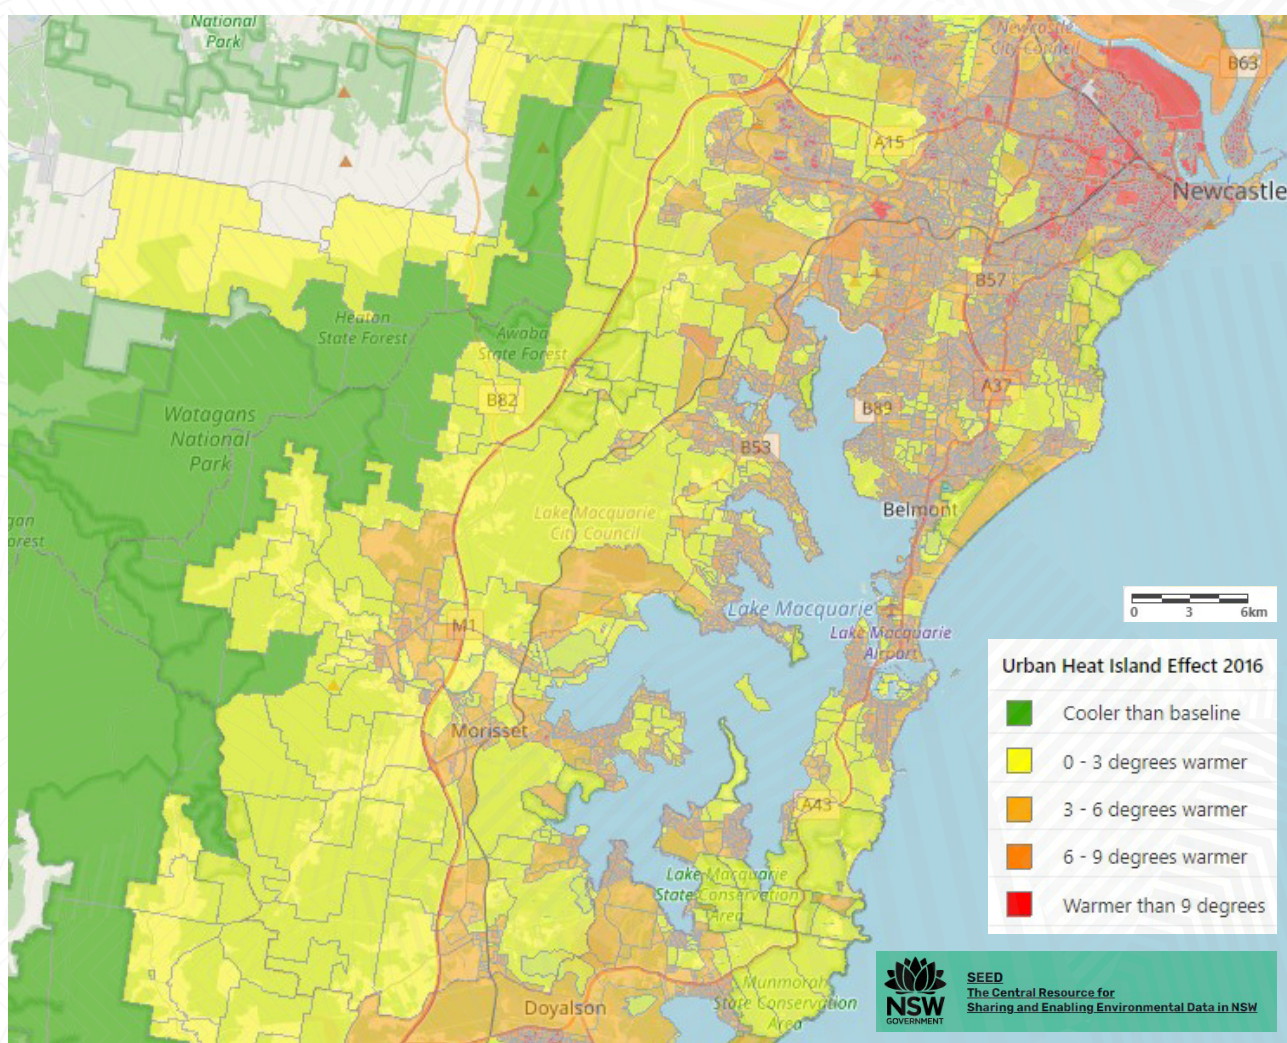 National
Park
Newcastle
City Council
B63
A15
Newcastle
B57
Heaton
State Forest
Awaba
State Forest
B82
A37
B89
Watagans
National
Park
B53
Lake Macquarie
City Council
Belmont
0 3 6km
Lake Macquarie
M1
Lake Macquarie
Airport
Urban Heat Island Effect 2016
Cooler than baseline
0 - 3 degrees warmer
3 - 6 degrees warmer
6 - 9 degrees warmer
Warmer than 9 degrees
Morisset
A43
Lake Macquarie
State Conservation
Area
Munmorah
State Conservation
Area
Doyalson
NSW
GOVERNMENT
SEED
The Central Resource for
Sharing and Enabling Environmental Data in NSW